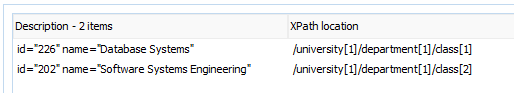 Description - 2 items XPath location
id="226" name="Database Systems" /university[1]/department[1]/class[1]
id="202" name="Software Systems Engineering" /university[1]/department[1]/class[2]